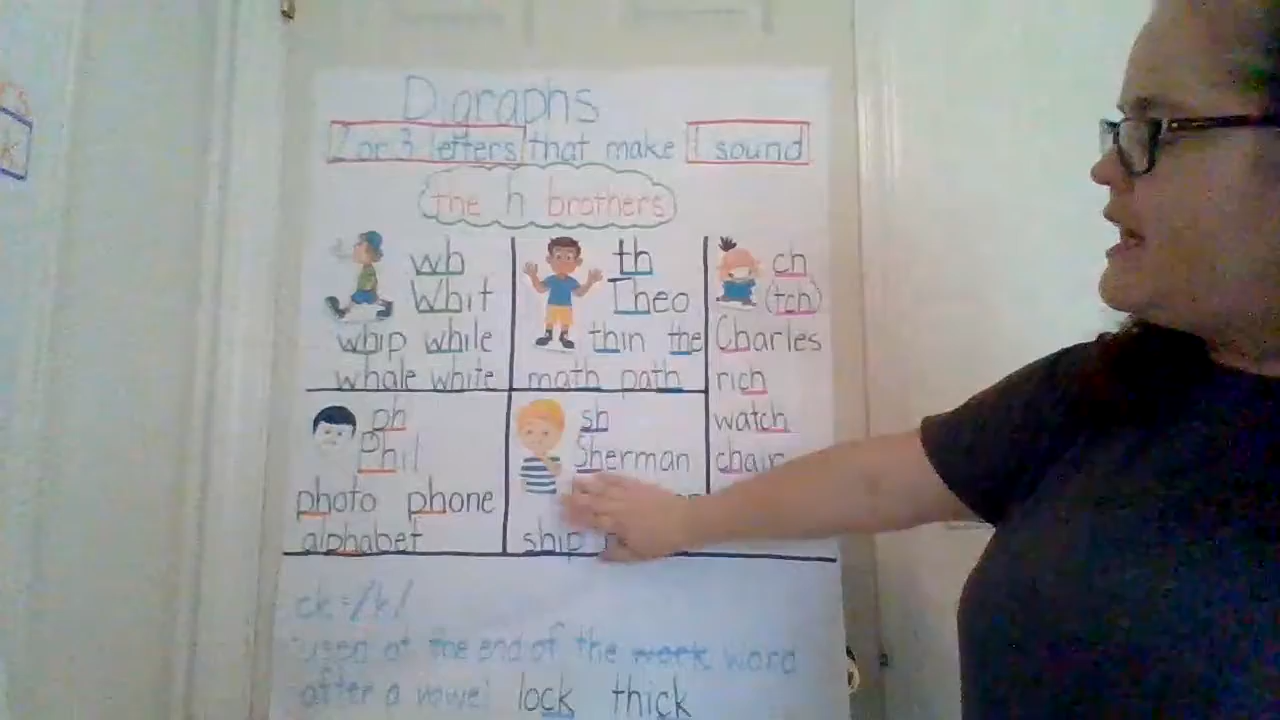 Digraphs
2 or 3 letters that make 1 sound
the h brothers
wh
Whit
whip while
whale white
th
Theo
thin the
math path
ch
(tch)
Charles
rich
watch
chair
ph
Phil
photo phone
alphabet
sh
Sherman
ship
ck = /k/
*used at the end of the work word
after a vowel lock thick